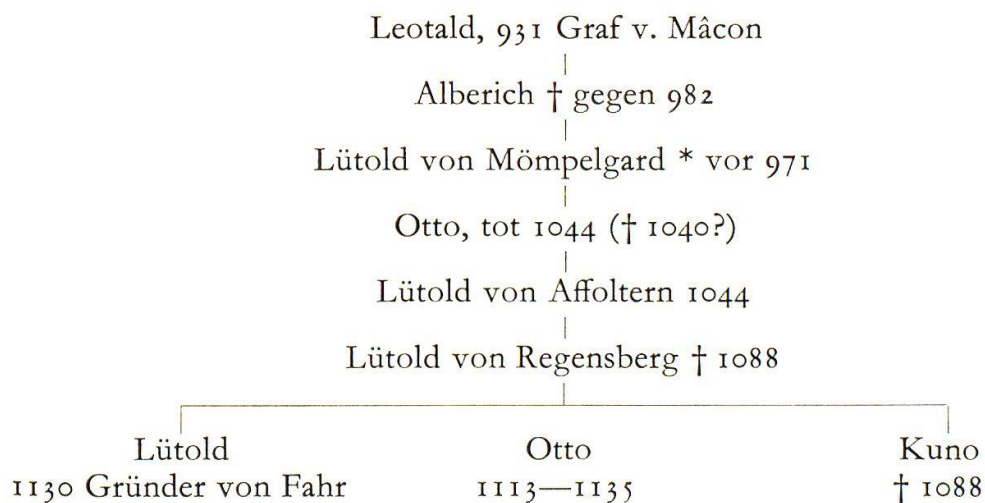 Leotald, 931 Graf v. Mâcon
Alberich † gegen 982
Lütold von Mömpelgard * vor 971
Otto, tot 1044 († 1040?)
Lütold von Affoltern 1044
Lütold von Regensberg † 1088
Lütold Otto Kuno
1130 Gründer von Fahr 1113—1135 † 1088